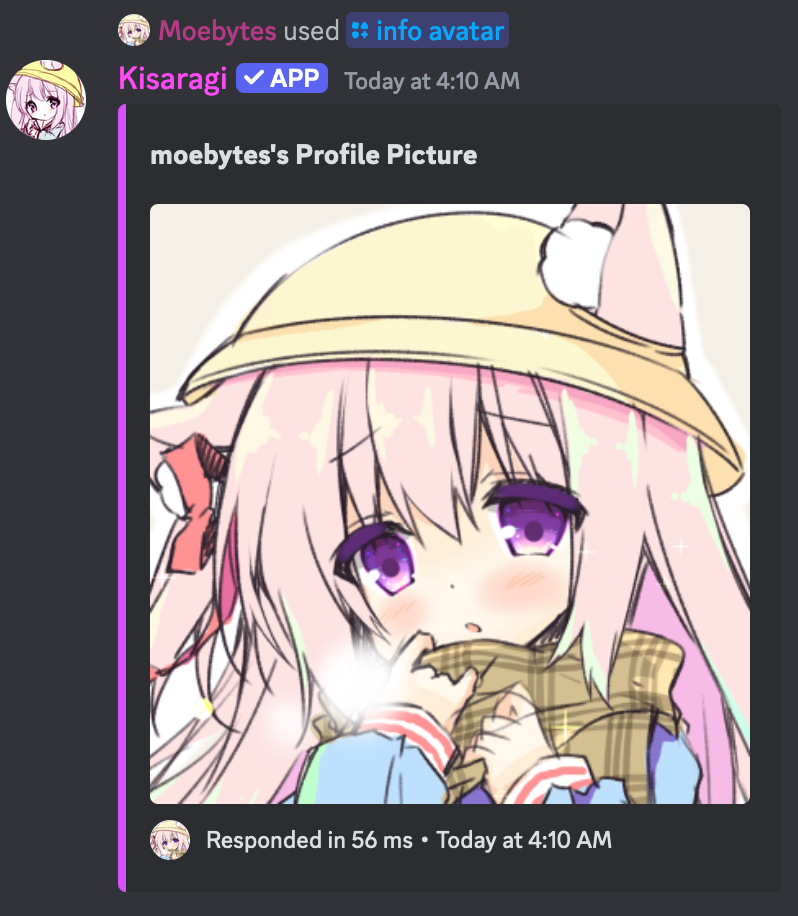 Moebytes used info avatar
Kisaragi APP Today at 4:10 AM
moebytes's Profile Picture
Responded in 56 ms • Today at 4:10 AM